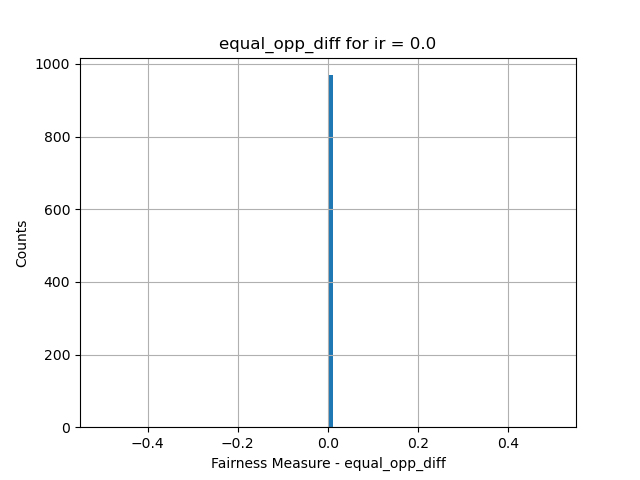 equal_opp_diff for ir = 0.0
1000
800
600
400
200
0
Counts
−0.4 −0.2 0.0 0.2 0.4
Fairness Measure - equal_opp_diff